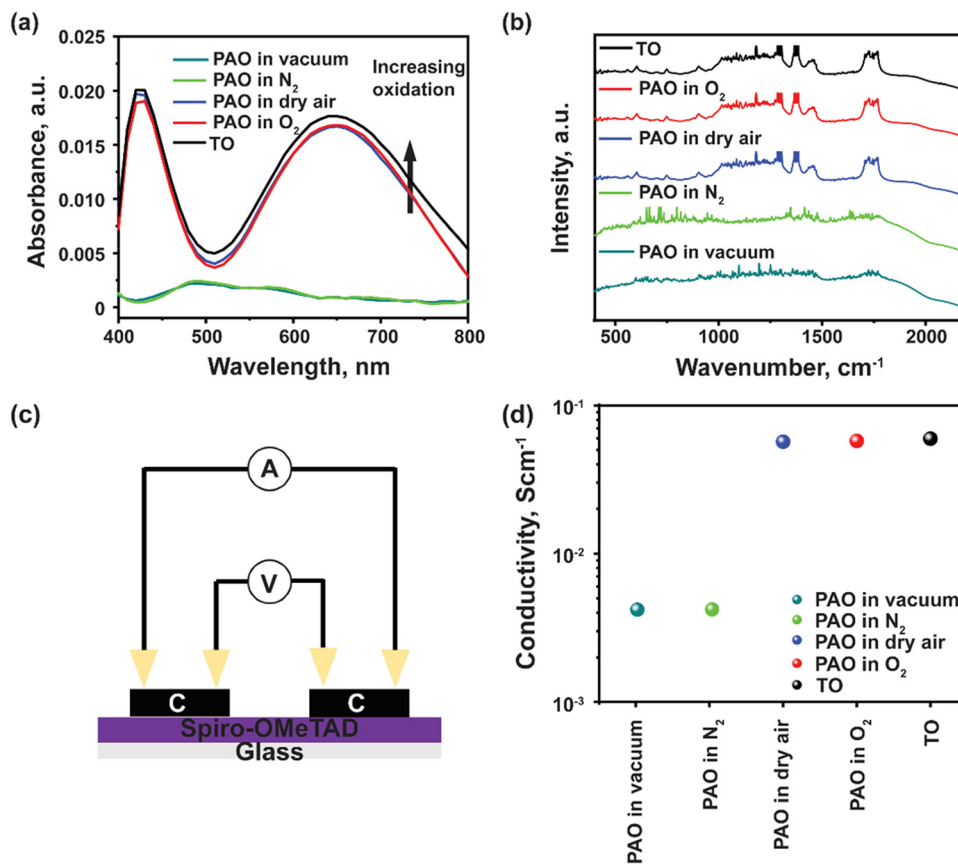 (a)
0.025
0.020
0.015
0.010
0.005
0
Absorbance, a.u.
PAO in vacuum
PAO in N₂
PAO in dry air
PAO in O₂
TO
Increasing
oxidation
400
500
600
700
800
Wavelength, nm
(b)
Intensity, a.u.
TO
PAO in O₂
PAO in dry air
PAO in N₂
PAO in vacuum
500
1000
1500
2000
Wavenumber, cm⁻¹
(c)
A
V
C
C
Spiro-OMeTAD
Glass
(d)
10⁻¹
10⁻²
10⁻³
Conductivity, Scm⁻¹
PAO in vacuum
PAO in N₂
PAO in dry air
PAO in O₂
TO
PAO in vacuum
PAO in N₂
PAO in dry air
PAO in O₂
TO